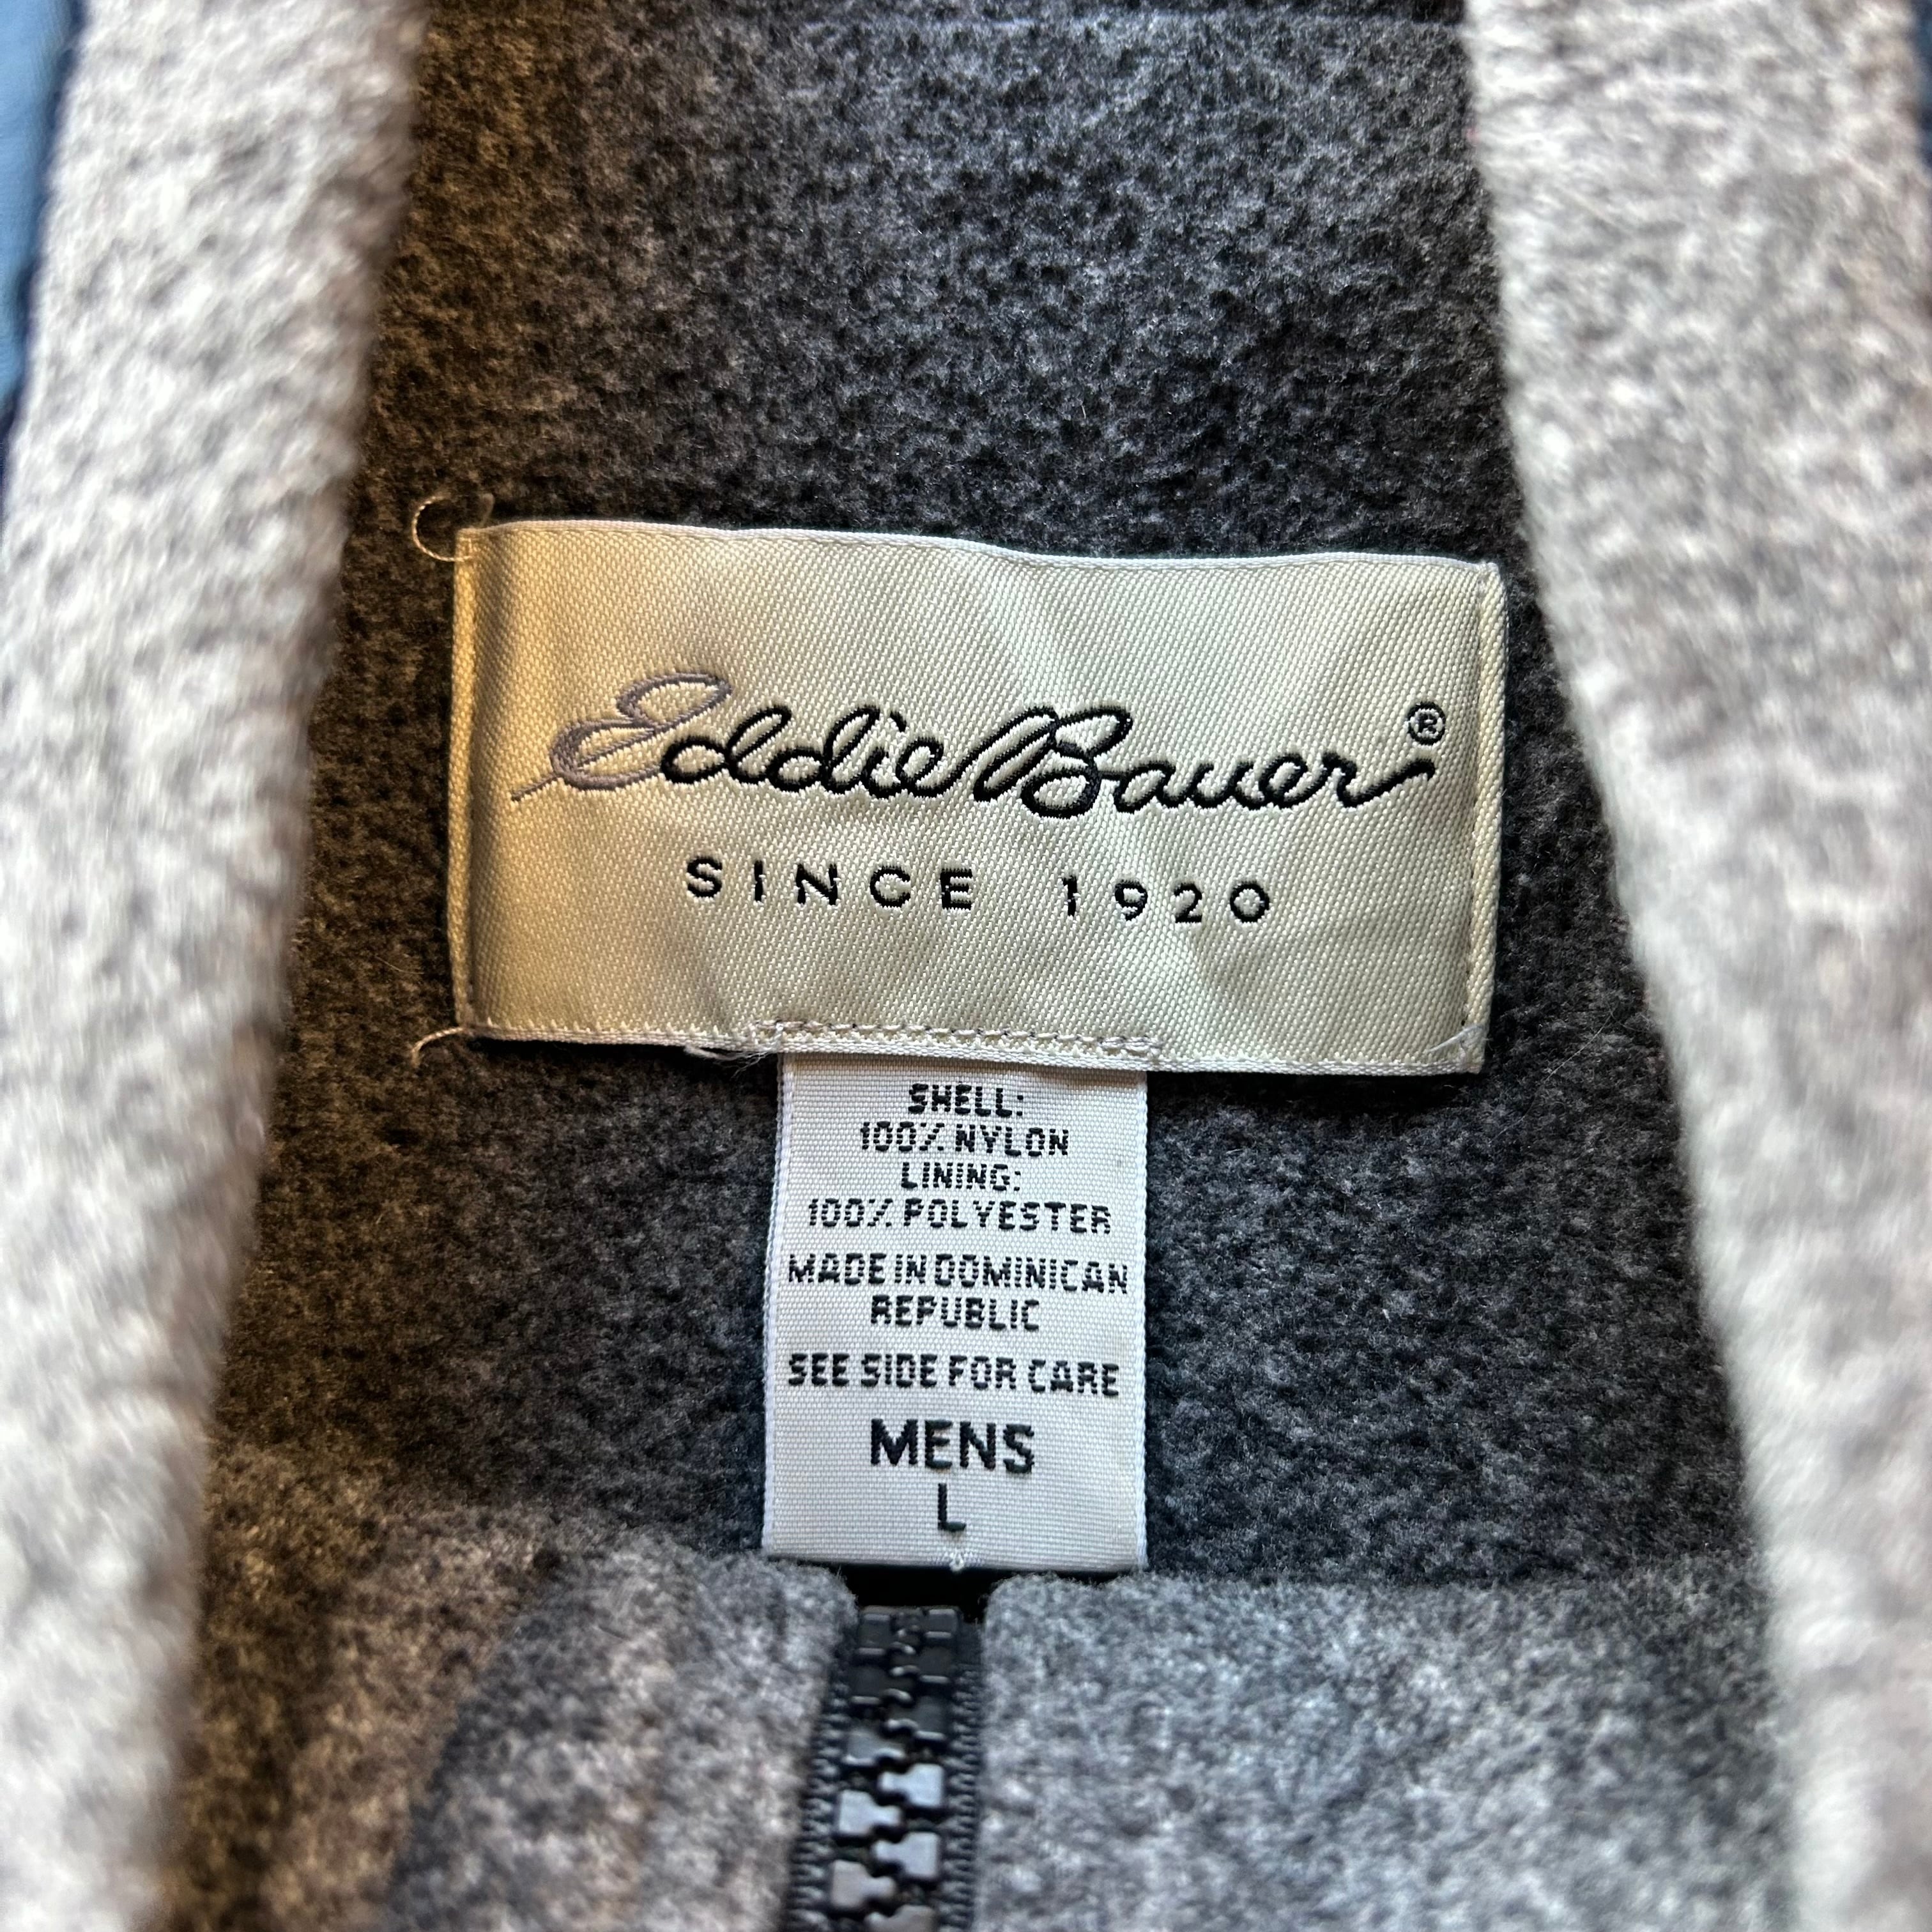 Eddie Bauer®
SINCE 1920
SHELL:
100% NYLON
LINING:
100% POLYESTER
MADE IN DOMINICAN
REPUBLIC
SEE SIDE FOR CARE
MENS
L